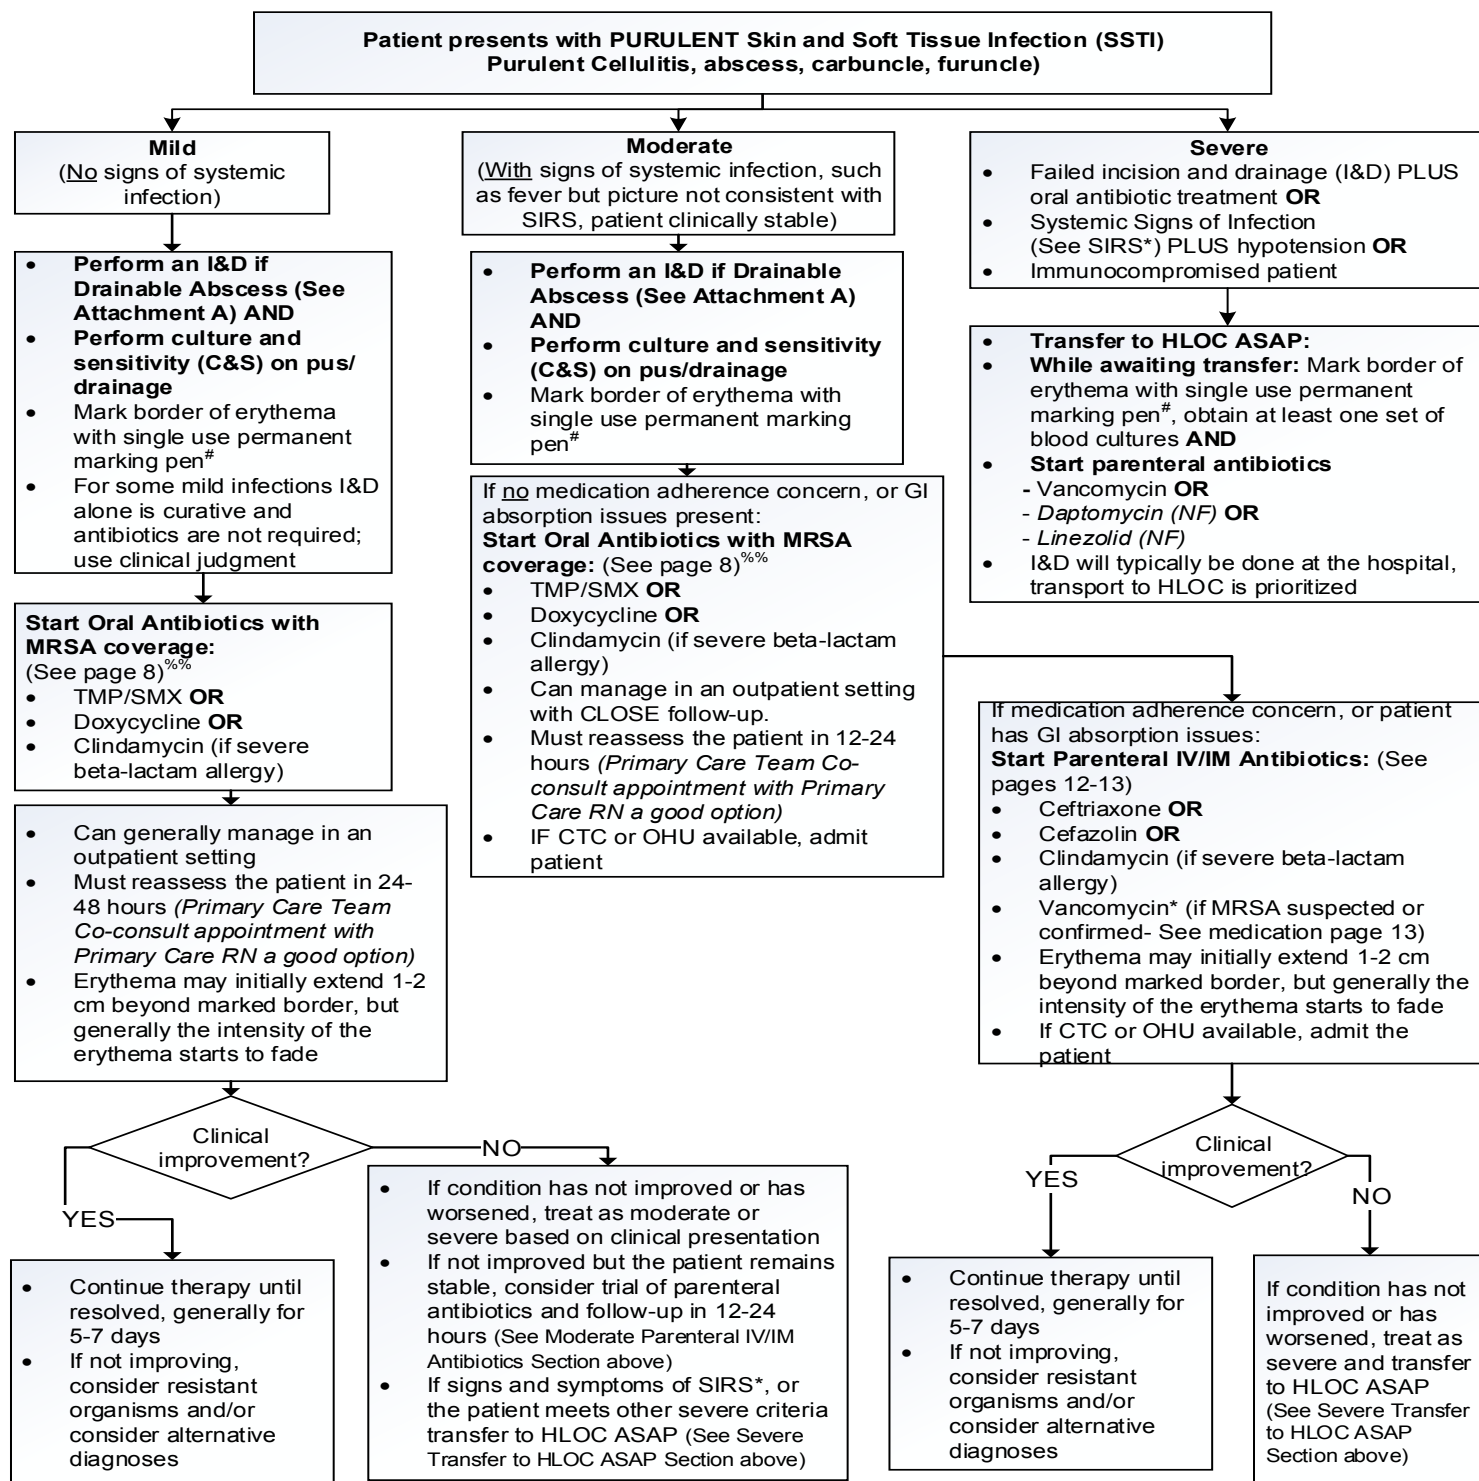 Patient presents with PURULENT Skin and Soft Tissue Infection (SSTI)
Purulent Cellulitis, abscess, carbuncle, furuncle)
Mild
(No signs of systemic
infection)
• Perform an I&D if
Drainable Abscess (See
Attachment A) AND
• Perform culture and
sensitivity (C&S) on pus/
drainage
• Mark border of erythema
with single use permanent
marking pen#
• For some mild infections I&D
alone is curative and
antibiotics are not required;
use clinical judgment
Start Oral Antibiotics with
MRSA coverage:
(See page 8)%%
• TMP/SMX OR
• Doxycycline OR
• Clindamycin (if severe
beta-lactam allergy)
• Can generally manage in an
outpatient setting
• Must reassess the patient in 24-
48 hours (Primary Care Team
Co-consult appointment with
Primary Care RN a good option)
• Erythema may initially extend 1-2
cm beyond marked border, but
generally the intensity of the
erythema starts to fade
Clinical
improvement?
YES
• Continue therapy until
resolved, generally for
5-7 days
• If not improving,
consider resistant
organisms and/or
consider alternative
diagnoses
NO
• If condition has not improved or has
worsened, treat as moderate or
severe based on clinical presentation
• If not improved but the patient remains
stable, consider trial of parenteral
antibiotics and follow-up in 12-24
hours (See Moderate Parenteral IV/IM
Antibiotics Section above)
• If signs and symptoms of SIRS*, or
the patient meets other severe criteria
transfer to HLOC ASAP (See Severe
Transfer to HLOC ASAP Section above)
Moderate
(With signs of systemic infection, such
as fever but picture not consistent with
SIRS, patient clinically stable)
• Perform an I&D if Drainable
Abscess (See Attachment A)
AND
• Perform culture and sensitivity
(C&S) on pus/drainage
• Mark border of erythema with
single use permanent marking
pen#
If no medication adherence concern, or GI
absorption issues present:
Start Oral Antibiotics with MRSA
coverage: (See page 8)%%
• TMP/SMX OR
• Doxycycline OR
• Clindamycin (if severe beta-lactam
allergy)
• Can manage in an outpatient setting
with CLOSE follow-up.
• Must reassess the patient in 12-24
hours (Primary Care Team Co-
consult appointment with Primary
Care RN a good option)
• IF CTC or OHU available, admit
patient
Severe
• Failed incision and drainage (I&D) PLUS
oral antibiotic treatment OR
• Systemic Signs of Infection
(See SIRS*) PLUS hypotension OR
• Immunocompromised patient
• Transfer to HLOC ASAP:
• While awaiting transfer: Mark border of
erythema with single use permanent
marking pen#, obtain at least one set of
blood cultures AND
• Start parenteral antibiotics
- Vancomycin OR
- Daptomycin (NF) OR
- Linezolid (NF)
• I&D will typically be done at the hospital,
transport to HLOC is prioritized
If medication adherence concern, or patient
has GI absorption issues:
Start Parenteral IV/IM Antibiotics: (See
pages 12-13)
• Ceftriaxone OR
• Cefazolin OR
• Clindamycin (if severe beta-lactam
allergy)
• Vancomycin* (if MRSA suspected or
confirmed- See medication page 13)
• Erythema may initially extend 1-2 cm
beyond marked border, but generally the
intensity of the erythema starts to fade
• If CTC or OHU available, admit the
patient
Clinical
improvement?
YES
• Continue therapy until
resolved, generally for
5-7 days
• If not improving,
consider resistant
organisms and/or
consider alternative
diagnoses
NO
If condition has not
improved or has
worsened, treat as
severe and transfer
to HLOC ASAP
(See Severe Transfer
to HLOC ASAP
Section above)